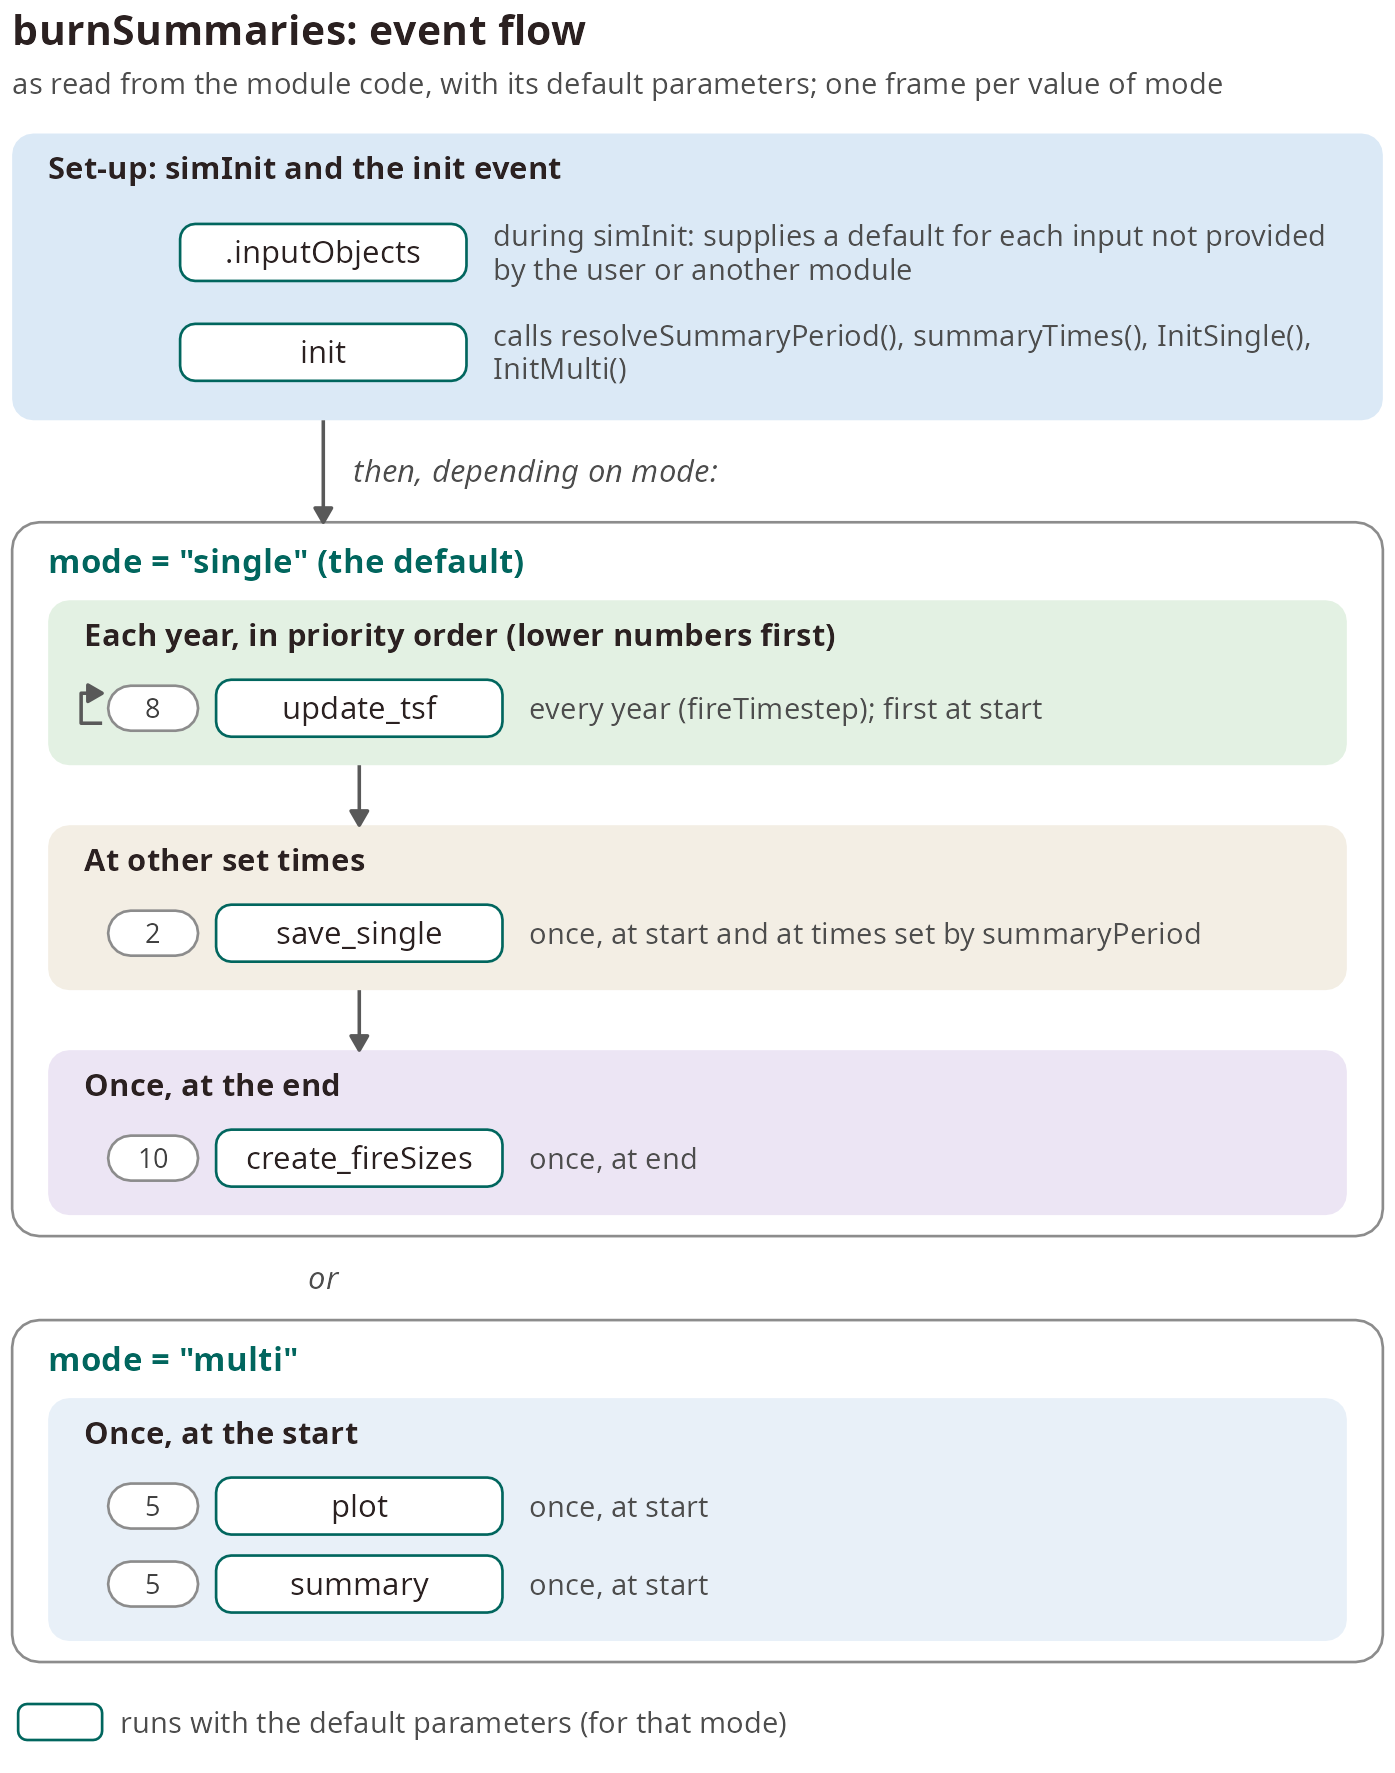 burnSummaries: event flow
as read from the module code, with its default parameters; one frame per value of mode
Set-up: simInit and the init event
.inputObjects
during simInit: supplies a default for each input not provided
by the user or another module
init
calls resolveSummaryPeriod(), summaryTimes(), InitSingle(),
InitMulti()
then, depending on mode:
mode = "single" (the default)
Each year, in priority order (lower numbers first)
8 update_tsf every year (fireTimestep); first at start
At other set times
2 save_single once, at start and at times set by summaryPeriod
Once, at the end
10 create_fireSizes once, at end
or
mode = "multi"
Once, at the start
5 plot once, at start
5 summary once, at start
runs with the default parameters (for that mode)